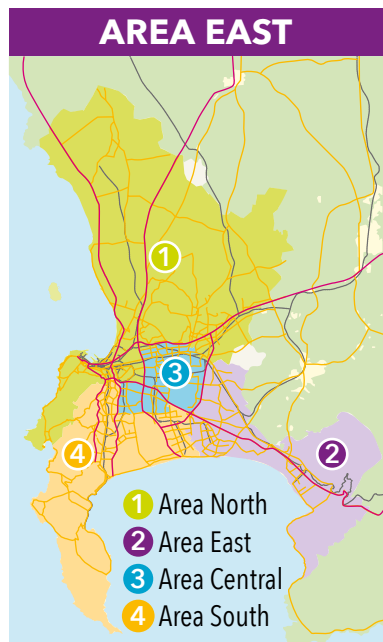 AREA EAST
1
3
4
2
1 Area North
2 Area East
3 Area Central
4 Area South